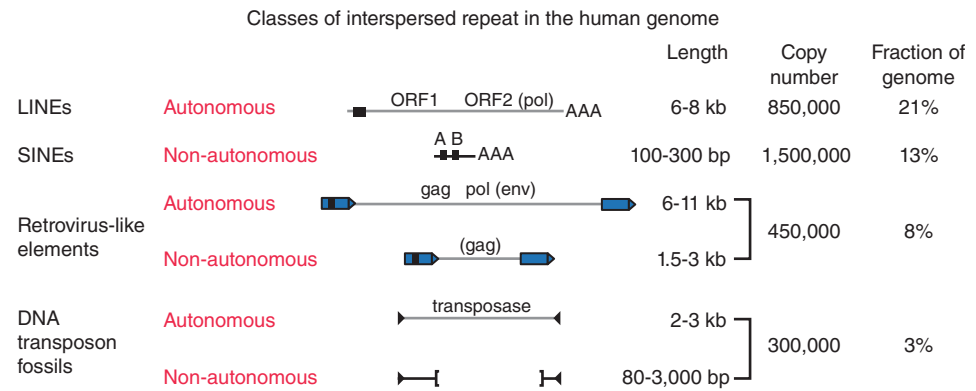 Classes of interspersed repeat in the human genome
Length Copy number Fraction of genome
LINEs Autonomous ORF1 ORF2 (pol) AAA 6-8 kb 850,000 21%
SINEs Non-autonomous A B AAA 100-300 bp 1,500,000 13%
Retrovirus-like elements
Autonomous gag pol (env) 6-11 kb
450,000 8%
Non-autonomous (gag) 1.5-3 kb
DNA transposon fossils
Autonomous transposase 2-3 kb
300,000 3%
Non-autonomous 80-3,000 bp